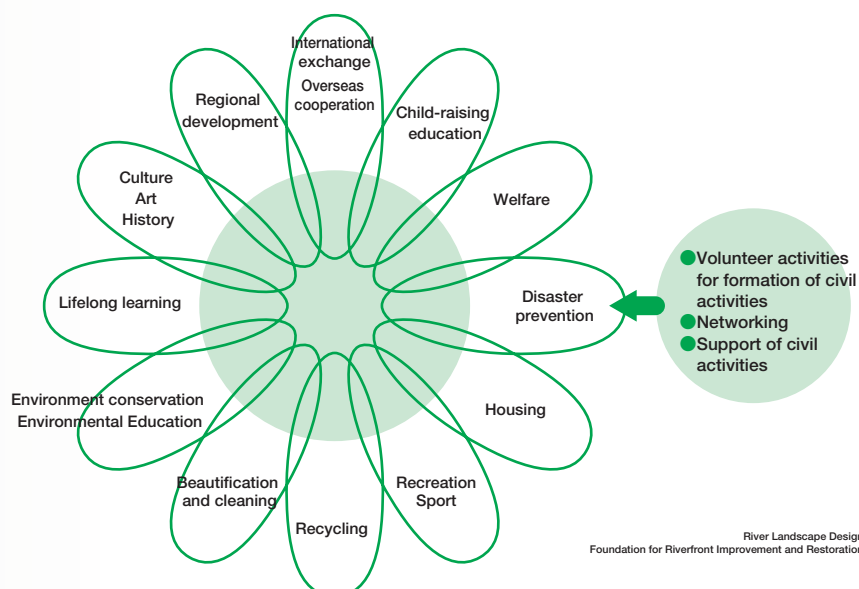 International
exchange
Overseas
cooperation
Child-raising
education
Welfare
Disaster
prevention
Housing
Recreation
Sport
Recycling
Beautification
and cleaning
Environment conservation
Environmental Education
Lifelong learning
Culture
Art
History
Regional
development
●Volunteer activities
for formation of civil
activities
●Networking
●Support of civil
activities
River Landscape Design
Foundation for Riverfront Improvement and Restoration